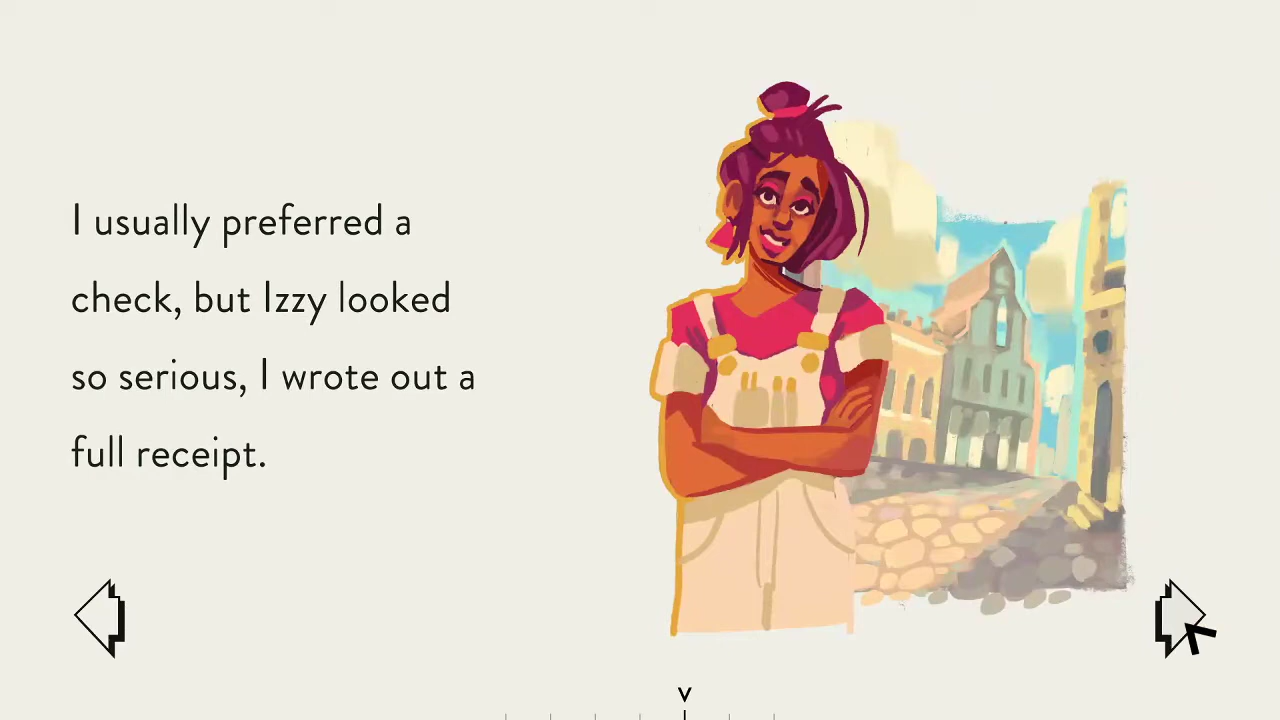 I usually preferred a
check, but Izzy looked
so serious, I wrote out a
full receipt.